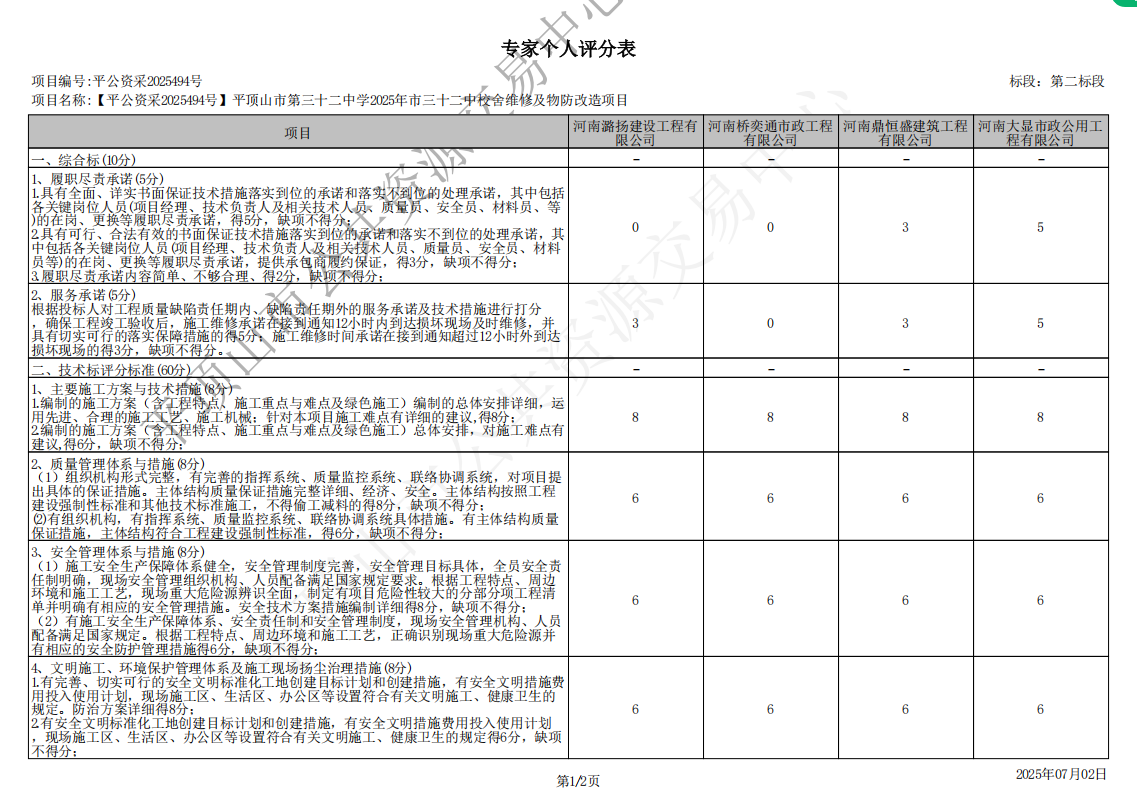 专家个人评分表
项目编号:平公资采2025494号
标段：第二标段
项目名称:【平公资采2025494号】平顶山市第三十二中学2025年市三十二中校舍维修及物防改造项目
项目
河南潞扬建设工程有
限公司
河南桥奕通市政工程
有限公司
河南鼎恒盛建筑工程
有限公司
河南大显市政公用工
程有限公司
一、综合标(10分)
－ － － －
1、履职尽责承诺(5分)
1.具有全面、详实书面保证技术措施落实到位的承诺和落实不到位的处理承诺，其中包括
各关键岗位人员(项目经理、技术负责人及相关技术人员、质量员、安全员、材料员、等
)的在岗、更换等履职尽责承诺，得5分，缺项不得分；
2.具有可行、合法有效的书面保证技术措施落实到位的承诺和落实不到位的处理承诺，其
中包括各关键岗位人员(项目经理、技术负责人及相关技术人员、质量员、安全员、材料
员等)的在岗、更换等履职尽责承诺，提供承包商履约保证，得3分，缺项不得分；
3.履职尽责承诺内容简单、不够合理、得2分，缺项不得分；
0 0 3 5
2、服务承诺(5分)
根据投标人对工程质量缺陷责任期内、缺陷责任期外的服务承诺及技术措施进行打分
，确保工程竣工验收后，施工维修承诺在接到通知12小时内到达损坏现场及时维修，并
具有切实可行的落实保障措施的得5分；施工维修时间承诺在接到通知超过12小时外到达
损坏现场的得3分，缺项不得分。
3 0 3 5
二、技术标评分标准(60分)
－ － － －
1、主要施工方案与技术措施(8分)
1.编制的施工方案（含工程特点、施工重点与难点及绿色施工）编制的总体安排详细，运
用先进、合理的施工工艺、施工机械；针对本项目施工难点有详细的建议,得8分；
2.编制的施工方案（含工程特点、施工重点与难点及绿色施工）总体安排，对施工难点有
建议,得6分，缺项不得分；
8 8 8 8
2、质量管理体系与措施(8分)
（1）组织机构形式完整，有完善的指挥系统、质量监控系统、联络协调系统，对项目提
出具体的保证措施。主体结构质量保证措施完整详细、经济、安全。主体结构按照工程
建设强制性标准和其他技术标准施工，不得偷工减料的得8分，缺项不得分；
(2)有组织机构，有指挥系统、质量监控系统、联络协调系统具体措施。有主体结构质量
保证措施，主体结构符合工程建设强制性标准，得6分，缺项不得分；
6 6 6 6
3、安全管理体系与措施(8分)
（1）施工安全生产保障体系健全，安全管理制度完善，安全管理目标具体，全员安全责
任制明确，现场安全管理组织机构、人员配备满足国家规定要求。根据工程特点、周边
环境和施工工艺，现场重大危险源辨识全面，制定有项目危险性较大的分部分项工程清
单并明确有相应的安全管理措施。安全技术方案措施编制详细得8分，缺项不得分；
（2）有施工安全生产保障体系、安全责任制和安全管理制度，现场安全管理机构、人员
配备满足国家规定。根据工程特点、周边环境和施工工艺，正确识别现场重大危险源并
有相应的安全防护管理措施得6分，缺项不得分；
6 6 6 6
4、文明施工、环境保护管理体系及施工现场扬尘治理措施(8分)
1.有完善、切实可行的安全文明标准化工地创建目标计划和创建措施，有安全文明措施费
用投入使用计划，现场施工区、生活区、办公区等设置符合有关文明施工、健康卫生的
规定。防治方案详细得8分；
2.有安全文明标准化工地创建目标计划和创建措施，有安全文明措施费用投入使用计划
，现场施工区、生活区、办公区等设置符合有关文明施工、健康卫生的规定得6分，缺项
不得分；
6 6 6 6
第1/2页
2025年07月02日
平顶山市公共资源交易中心
平顶山市公共资源交易中心